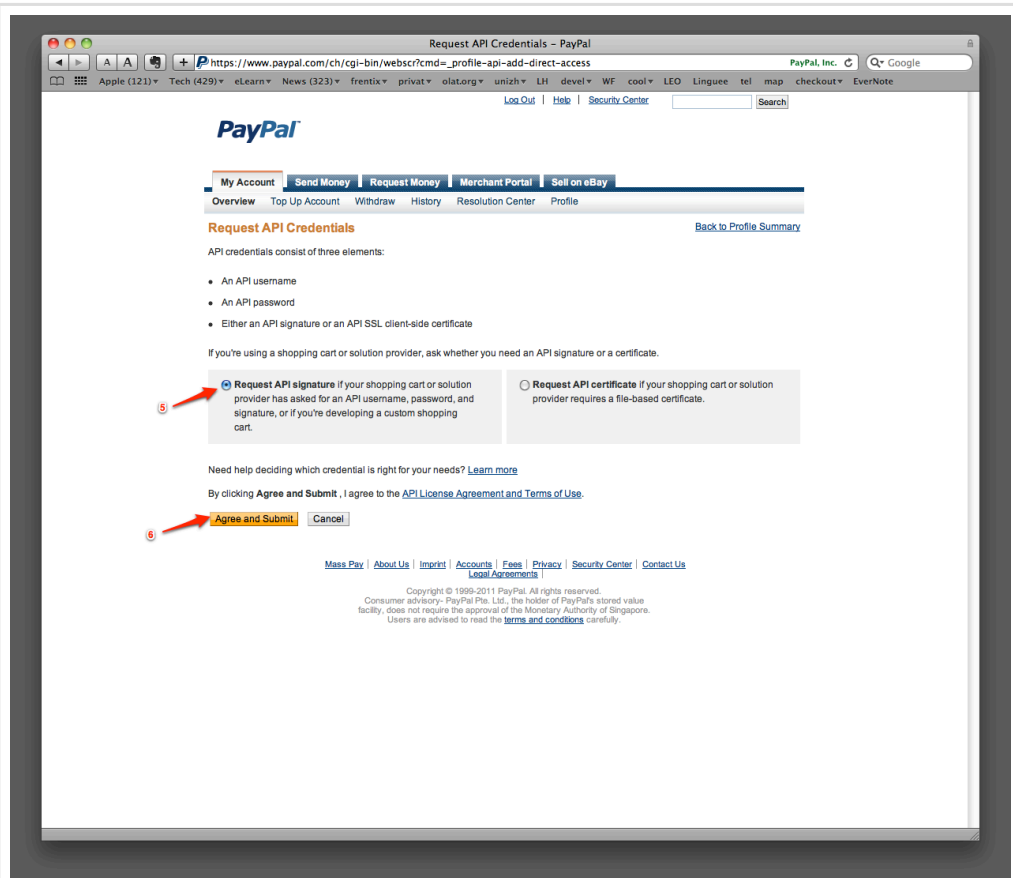 Request API Credentials – PayPal
A A + https://www.paypal.com/ch/cgi-bin/webscr?cmd=_profile-api-add-direct-access PayPal, Inc. Google
Apple (121) Tech (429) eLearn News (323) frentix privat olat.org unizh LH devel WF cool LEO Linguee tel map checkout EverNote
Log Out | Help | Security Center Search
PayPal™
My Account Send Money Request Money Merchant Portal Sell on eBay
Overview Top Up Account Withdraw History Resolution Center Profile
Request API Credentials Back to Profile Summary
API credentials consist of three elements:
• An API username
• An API password
• Either an API signature or an API SSL client-side certificate
If you're using a shopping cart or solution provider, ask whether you need an API signature or a certificate.
Request API signature if your shopping cart or solution
provider has asked for an API username, password, and
signature, or if you're developing a custom shopping
cart.
5
Request API certificate if your shopping cart or solution
provider requires a file-based certificate.
Need help deciding which credential is right for your needs? Learn more
By clicking Agree and Submit , I agree to the API License Agreement and Terms of Use.
Agree and Submit Cancel
6
Mass Pay | About Us | Imprint | Accounts | Fees | Privacy | Security Center | Contact Us
Legal Agreements |
Copyright © 1999-2011 PayPal. All rights reserved.
Consumer advisory- PayPal Pte. Ltd., the holder of PayPal's stored value
facility, does not require the approval of the Monetary Authority of Singapore.
Users are advised to read the terms and conditions carefully.